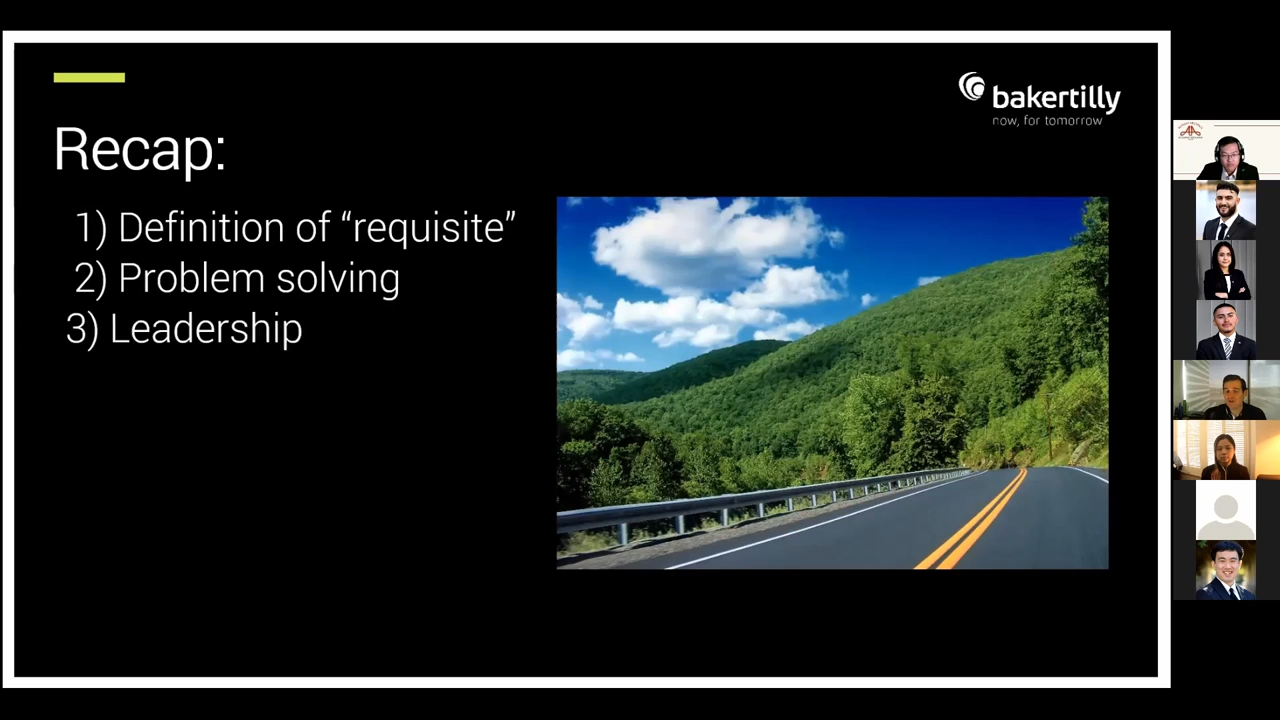 bakertilly
now, for tomorrow
Recap:
1) Definition of “requisite”
2) Problem solving
3) Leadership